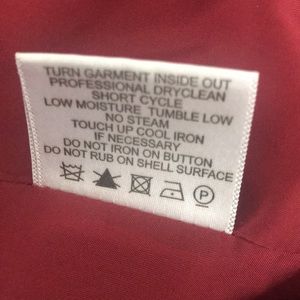 TURN GARMENT INSIDE OUT
PROFESSIONAL DRYCLEAN
SHORT CYCLE
LOW MOISTURE TUMBLE LOW
NO STEAM
TOUCH UP COOL IRON
IF NECESSARY
DO NOT IRON ON BUTTON
DO NOT RUB ON SHELL SURFACE
P